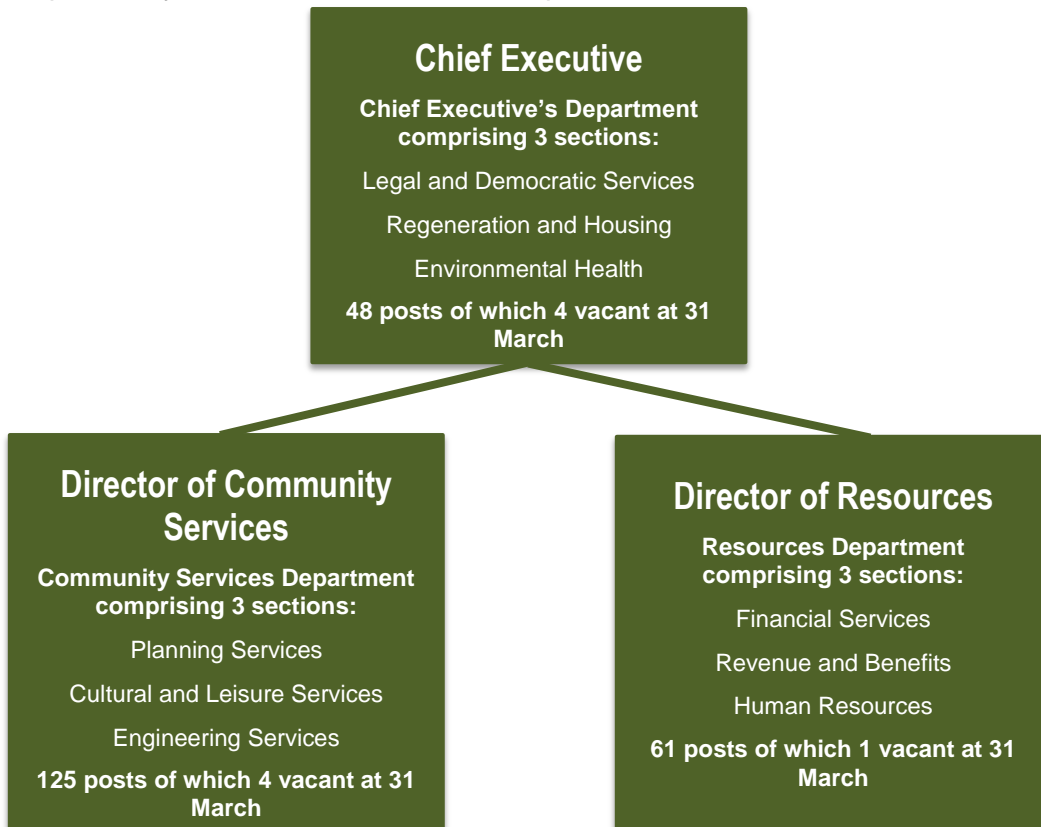 Chief Executive
Chief Executive’s Department
comprising 3 sections:
Legal and Democratic Services
Regeneration and Housing
Environmental Health
48 posts of which 4 vacant at 31
March
Director of Community
Services
Community Services Department
comprising 3 sections:
Planning Services
Cultural and Leisure Services
Engineering Services
125 posts of which 4 vacant at 31
March
Director of Resources
Resources Department
comprising 3 sections:
Financial Services
Revenue and Benefits
Human Resources
61 posts of which 1 vacant at 31
March